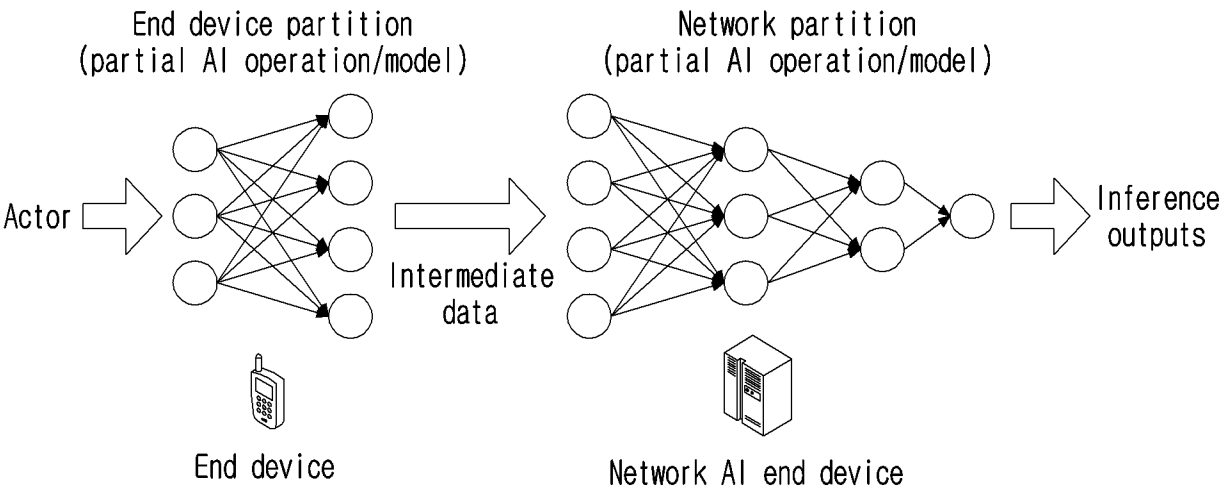 End device partition
(partial AI operation/model)
Network partition
(partial AI operation/model)
Actor
Intermediate
data
Inference
outputs
End device
Network AI end device